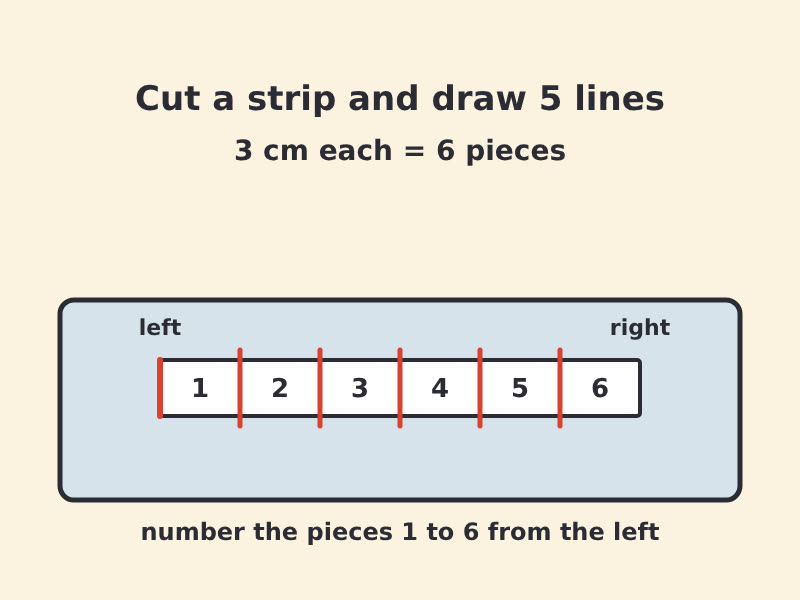 Cut a strip and draw 5 lines
3 cm each = 6 pieces
left right
1 2 3 4 5 6
number the pieces 1 to 6 from the left